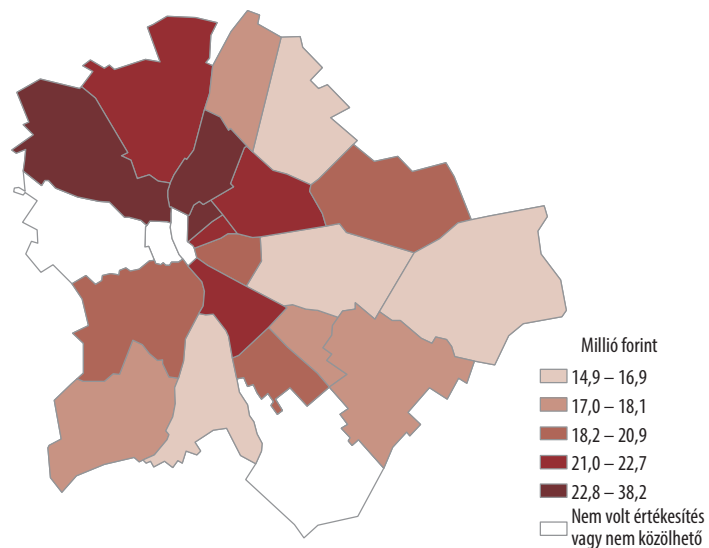 Millió forint
14,9 – 16,9
17,0 – 18,1
18,2 – 20,9
21,0 – 22,7
22,8 – 38,2
Nem volt értékesítés
vagy nem közölhető